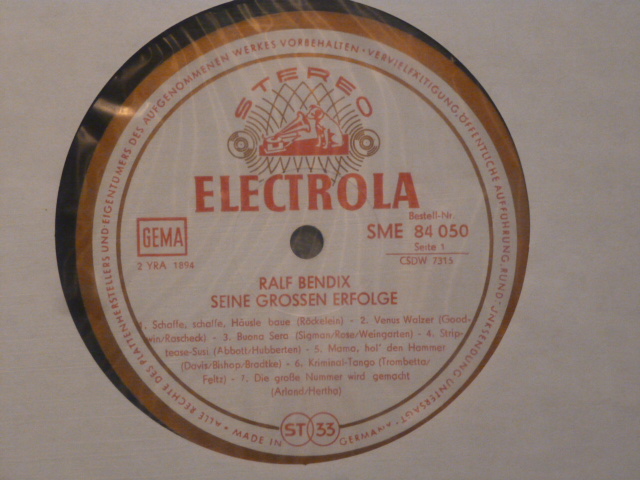 • ALLE RECHTE DES PLATTENHERSTELLERS UND EIGENTÜMERS DES AUFGENOMMENEN WERKES VORBEHALTEN • VERVIELFÄLTIGUNG, ÖFFENTLICHE AUFFÜHRUNG, RUND
STEREO
ELECTROLA
Bestell-Nr.
SME 84 050
Seite 1
CSDW 7315
GEMA
2 YRA 1894
RALF BENDIX
SEINE GROSSEN ERFOLGE
1. Schaffe, schaffe, Häusle baue (Röckelein) - 2. Venus Walzer (Good-
win/Rascheck) - 3. Buona Sera (Sigman/Rose/Weingarten) - 4. Strip-
tease-Susi (Abbott/Hubberten) - 5. Mama, hol' den Hammer
(Davis/Bishop/Bradtke) - 6. Kriminal-Tango (Trombetta/
Feltz) - 7. Die große Nummer wird gemacht
(Arland/Hertha)
ST 33
MADE IN GERMANY